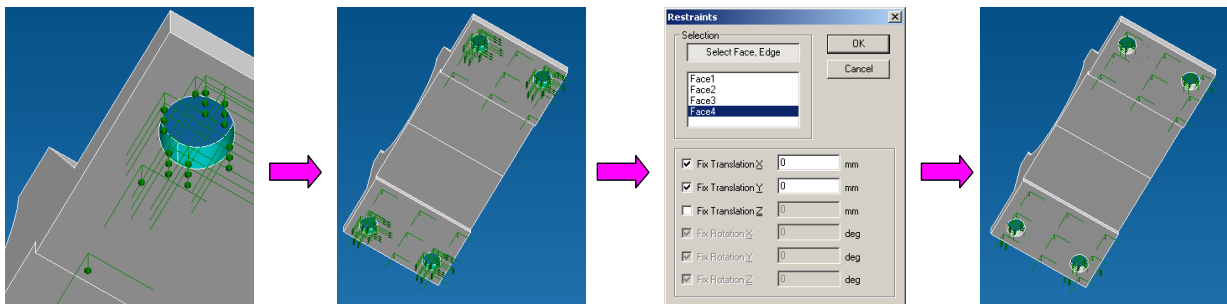 Restraints
Selection
Select Face, Edge
OK
Cancel
Face1
Face2
Face3
Face4
Fix Translation X 0 mm
Fix Translation Y 0 mm
Fix Translation Z 0 mm
Fix Rotation X 0 deg
Fix Rotation Y 0 deg
Fix Rotation Z 0 deg